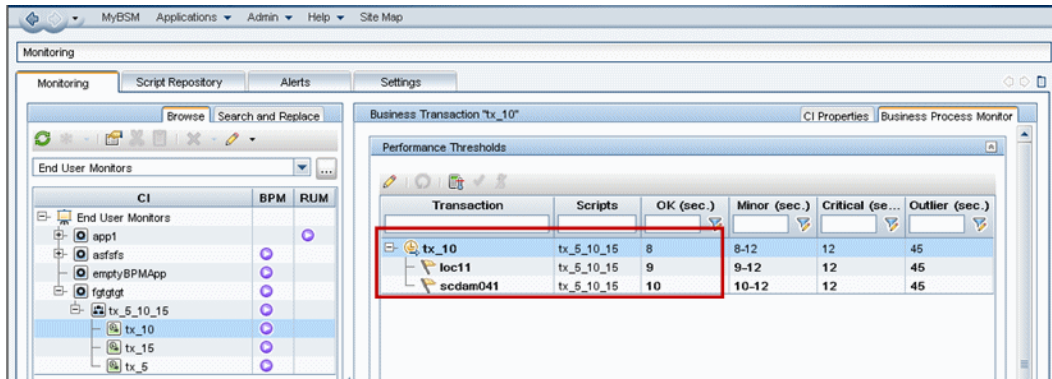 MyBSM Applications Admin Help Site Map
Monitoring
Monitoring Script Repository Alerts Settings
Browse Search and Replace
End User Monitors ...
CI BPM RUM
End User Monitors
app1
asfsfs
emptyBPMApp
fgtgtgt
tx_5_10_15
tx_10
tx_15
tx_5
Business Transaction "tx_10" CI Properties Business Process Monitor
Performance Thresholds
Transaction Scripts OK (sec.) Minor (sec.) Critical (se... Outlier (sec.)
tx_10 tx_5_10_15 8 8-12 12 45
loc11 tx_5_10_15 9 9-12 12 45
scdam041 tx_5_10_15 10 10-12 12 45